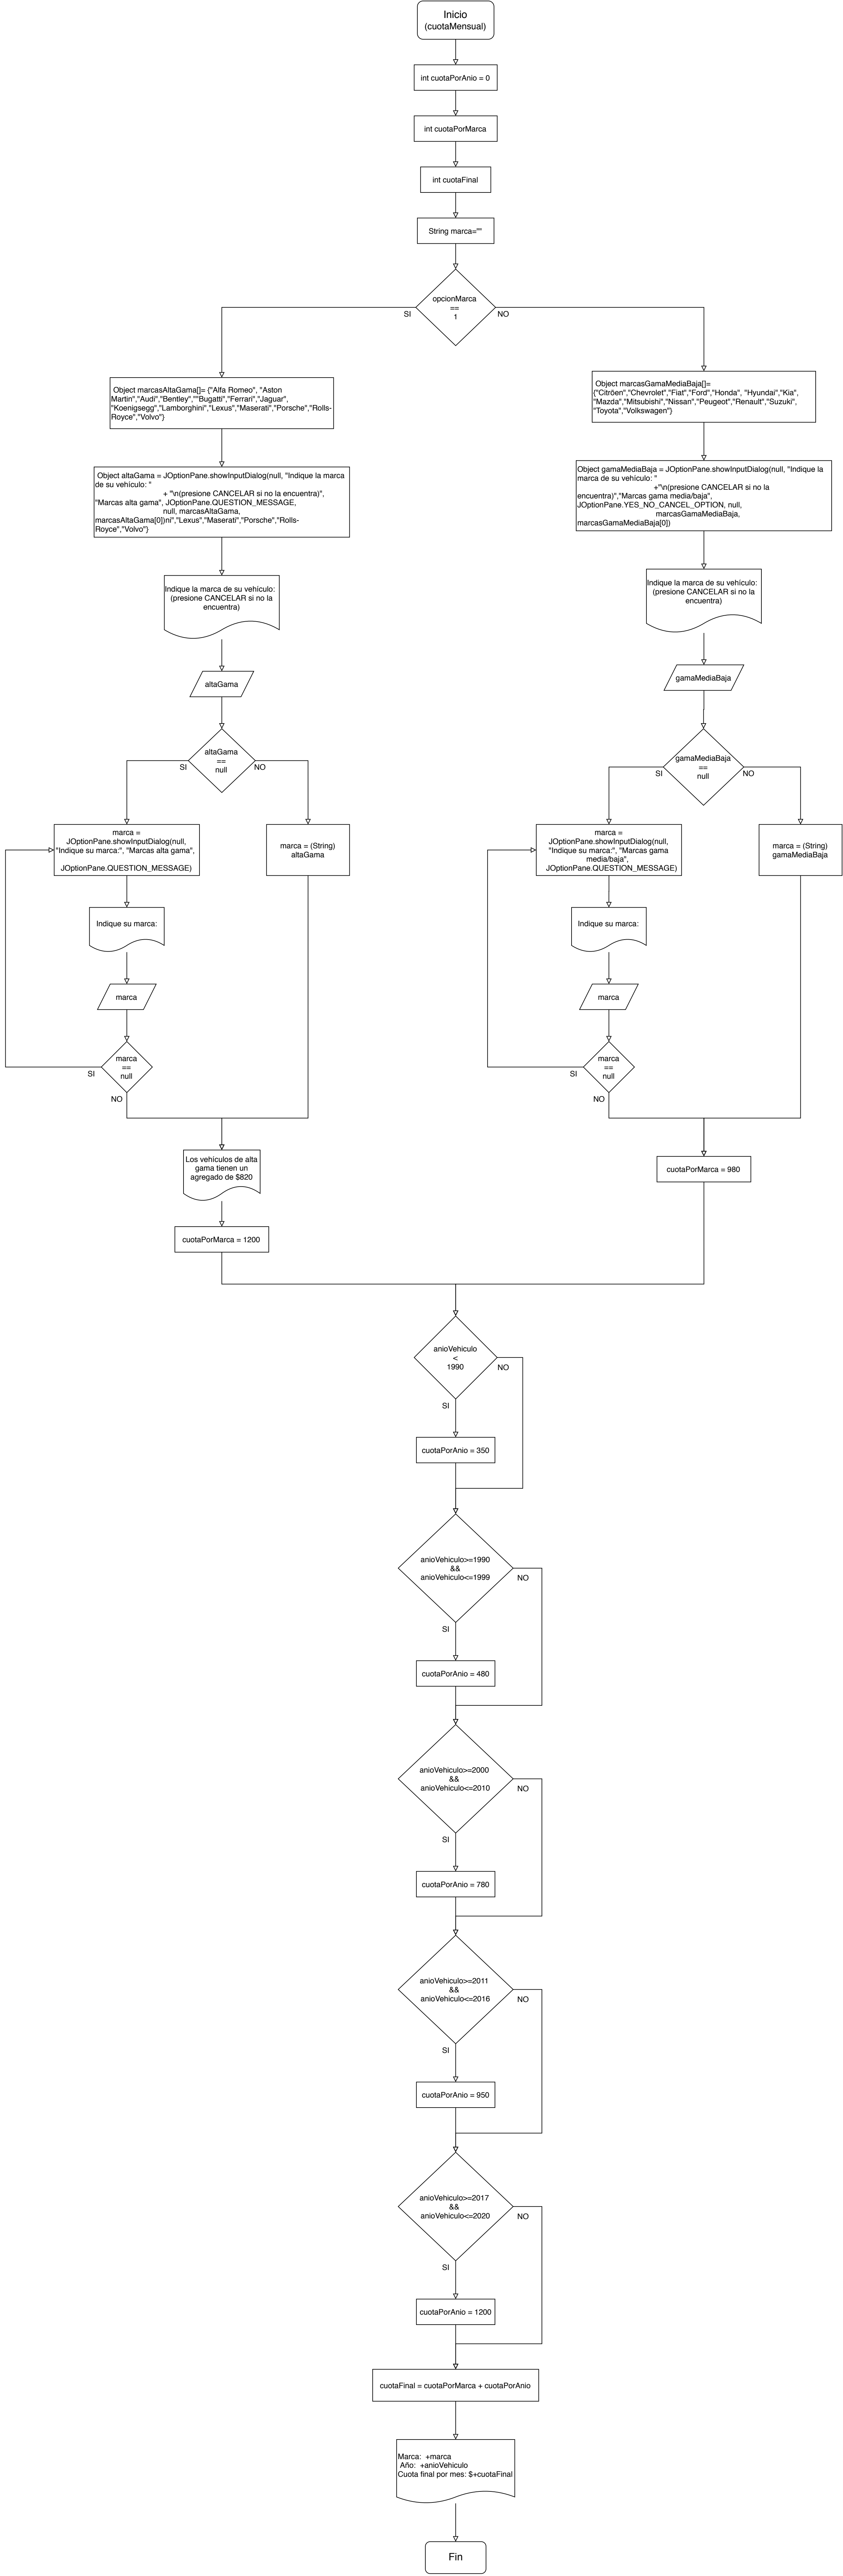 Inicio
(cuotaMensual)
int cuotaPorAnio = 0
int cuotaPorMarca
int cuotaFinal
String marca=""
opcionMarca
==
1
SI
NO
Object marcasAltaGama[]= {"Alfa Romeo", "Aston
Martin","Audi","Bentley",""Bugatti","Ferrari","Jaguar",
"Koenigsegg","Lamborghini","Lexus","Maserati","Porsche","Rolls-
Royce","Volvo"}
Object altaGama = JOptionPane.showInputDialog(null, "Indique la marca
de su vehículo: "
+ "\n(presione CANCELAR si no la encuentra)",
"Marcas alta gama", JOptionPane.QUESTION_MESSAGE,
null, marcasAltaGama,
marcasAltaGama[0])ni","Lexus","Maserati","Porsche","Rolls-
Royce","Volvo"}
Indique la marca de su vehículo:
(presione CANCELAR si no la
encuentra)
altaGama
altaGama
==
null
SI
NO
marca =
JOptionPane.showInputDialog(null,
"Indique su marca:", "Marcas alta gama",
JOptionPane.QUESTION_MESSAGE)
marca = (String)
altaGama
Indique su marca:
marca
marca
==
null
SI
NO
Los vehículos de alta
gama tienen un
agregado de $820
cuotaPorMarca = 1200
Object marcasGamaMediaBaja[]=
{"Citröen","Chevrolet","Fiat","Ford","Honda", "Hyundai","Kia",
"Mazda","Mitsubishi","Nissan","Peugeot","Renault","Suzuki",
"Toyota","Volkswagen"}
Object gamaMediaBaja = JOptionPane.showInputDialog(null, "Indique la
marca de su vehículo: "
+"\n(presione CANCELAR si no la
encuentra)","Marcas gama media/baja",
JOptionPane.YES_NO_CANCEL_OPTION, null,
marcasGamaMediaBaja,
marcasGamaMediaBaja[0])
Indique la marca de su vehículo:
(presione CANCELAR si no la
encuentra)
gamaMediaBaja
gamaMediaBaja
==
null
SI
NO
marca =
JOptionPane.showInputDialog(null,
"Indique su marca:", "Marcas gama
media/baja",
JOptionPane.QUESTION_MESSAGE)
marca = (String)
gamaMediaBaja
Indique su marca:
marca
marca
==
null
SI
NO
cuotaPorMarca = 980
anioVehiculo
<
1990
NO
SI
cuotaPorAnio = 350
anioVehiculo>=1990
&&
anioVehiculo<=1999
NO
SI
cuotaPorAnio = 480
anioVehiculo>=2000
&&
anioVehiculo<=2010
NO
SI
cuotaPorAnio = 780
anioVehiculo>=2011
&&
anioVehiculo<=2016
NO
SI
cuotaPorAnio = 950
anioVehiculo>=2017
&&
anioVehiculo<=2020
NO
SI
cuotaPorAnio = 1200
cuotaFinal = cuotaPorMarca + cuotaPorAnio
Marca: +marca
Año: +anioVehiculo
Cuota final por mes: $+cuotaFinal
Fin